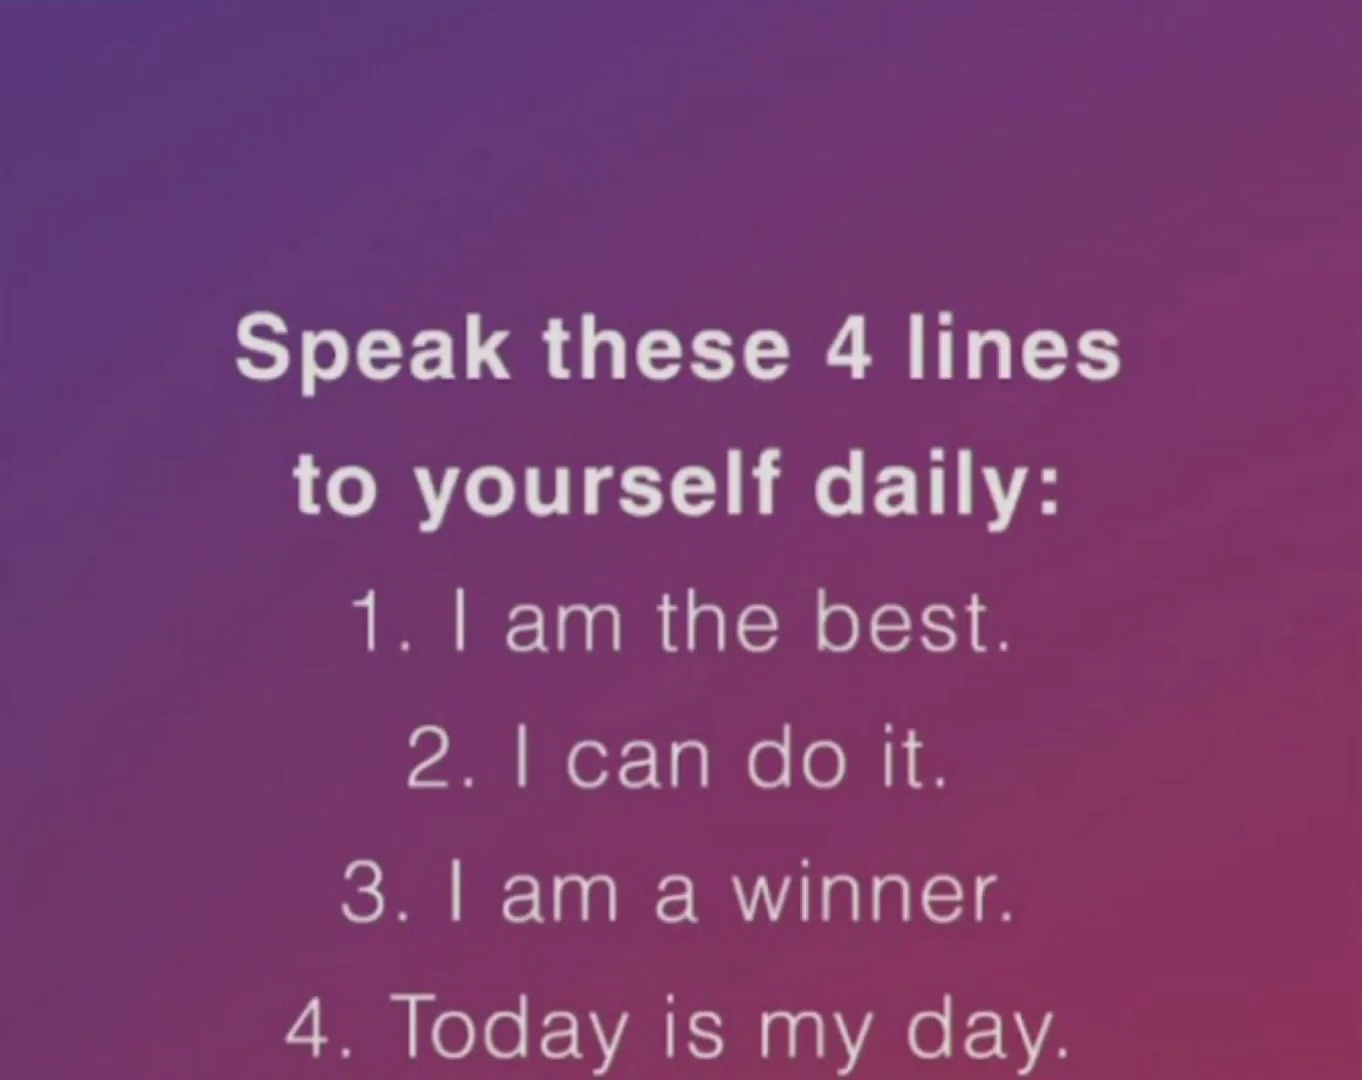 Speak these 4 lines
to yourself daily:
1. I am the best.
2. I can do it.
3. I am a winner.
4. Today is my day.